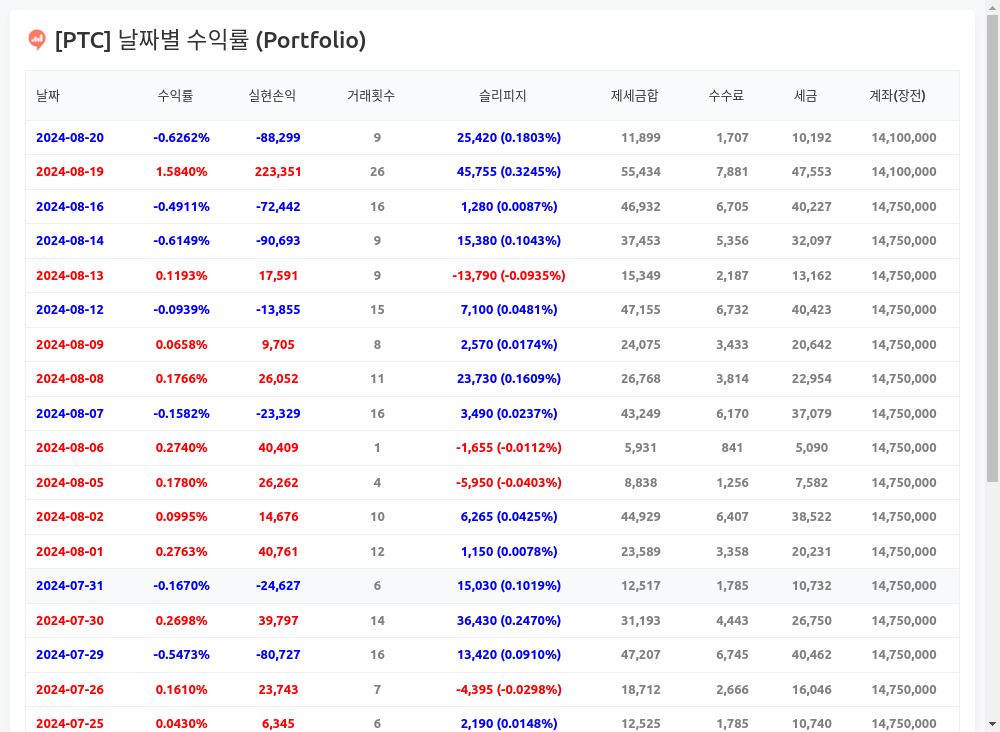 [PTC] 날짜별 수익률 (Portfolio)
날짜 수익률 실현손익 거래횟수 슬리피지 제세금합 수수료 세금 계좌(장전)
2024-08-20 -0.6262% -88,299 9 25,420 (0.1803%) 11,899 1,707 10,192 14,100,000
2024-08-19 1.5840% 223,351 26 45,755 (0.3245%) 55,434 7,881 47,553 14,100,000
2024-08-16 -0.4911% -72,442 16 1,280 (0.0087%) 46,932 6,705 40,227 14,750,000
2024-08-14 -0.6149% -90,693 9 15,380 (0.1043%) 37,453 5,356 32,097 14,750,000
2024-08-13 0.1193% 17,591 9 -13,790 (-0.0935%) 15,349 2,187 13,162 14,750,000
2024-08-12 -0.0939% -13,855 15 7,100 (0.0481%) 47,155 6,732 40,423 14,750,000
2024-08-09 0.0658% 9,705 8 2,570 (0.0174%) 24,075 3,433 20,642 14,750,000
2024-08-08 0.1766% 26,052 11 23,730 (0.1609%) 26,768 3,814 22,954 14,750,000
2024-08-07 -0.1582% -23,329 16 3,490 (0.0237%) 43,249 6,170 37,079 14,750,000
2024-08-06 0.2740% 40,409 1 -1,655 (-0.0112%) 5,931 841 5,090 14,750,000
2024-08-05 0.1780% 26,262 4 -5,950 (-0.0403%) 8,838 1,256 7,582 14,750,000
2024-08-02 0.0995% 14,676 10 6,265 (0.0425%) 44,929 6,407 38,522 14,750,000
2024-08-01 0.2763% 40,761 12 1,150 (0.0078%) 23,589 3,358 20,231 14,750,000
2024-07-31 -0.1670% -24,627 6 15,030 (0.1019%) 12,517 1,785 10,732 14,750,000
2024-07-30 0.2698% 39,797 14 36,430 (0.2470%) 31,193 4,443 26,750 14,750,000
2024-07-29 -0.5473% -80,727 16 13,420 (0.0910%) 47,207 6,745 40,462 14,750,000
2024-07-26 0.1610% 23,743 7 -4,395 (-0.0298%) 18,712 2,666 16,046 14,750,000
2024-07-25 0.0430% 6,345 6 2,190 (0.0148%) 12,525 1,785 10,740 14,750,000